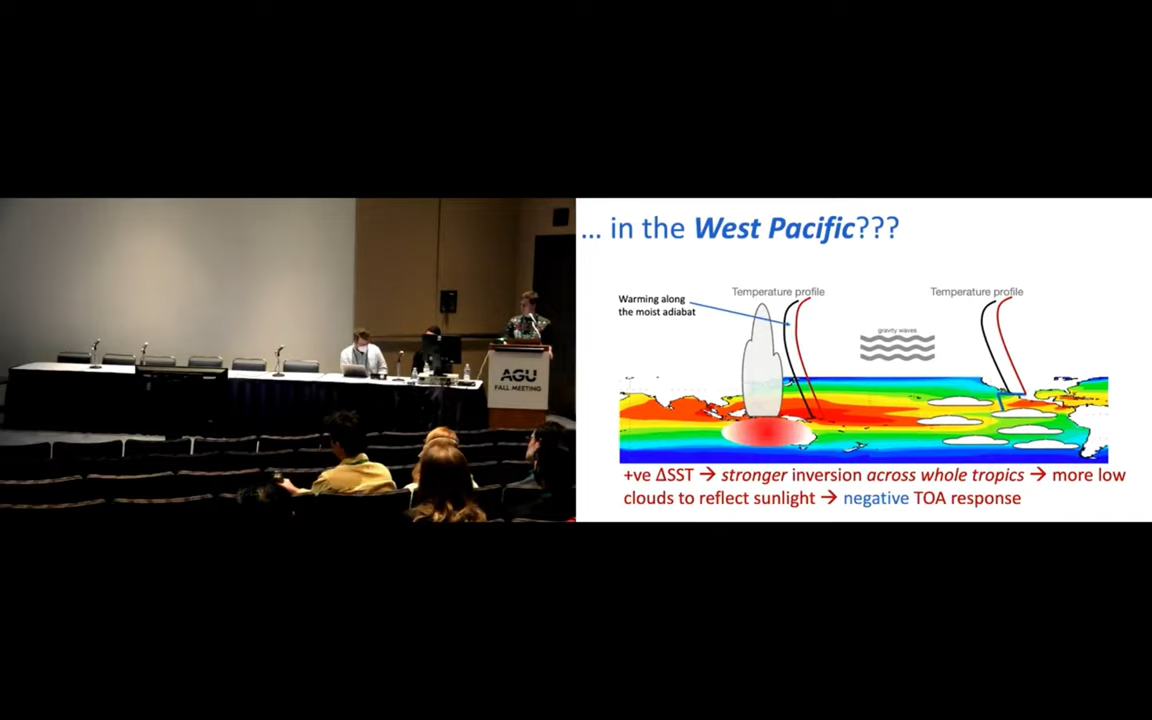 ... in the West Pacific???
Temperature profile
Temperature profile
Warming along
the moist adiabat
gravity waves
+ve ΔSST → stronger inversion across whole tropics → more low
clouds to reflect sunlight → negative TOA response
AGU
FALL MEETING